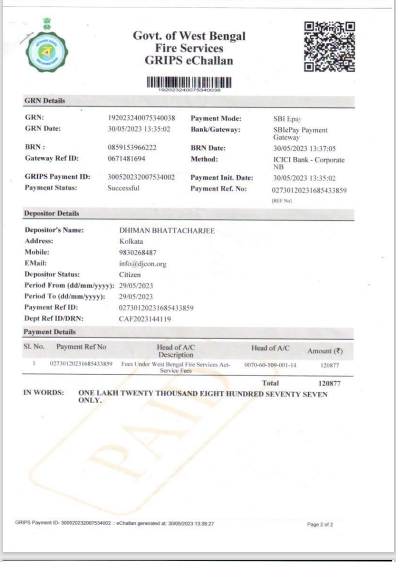 Govt. of West Bengal
Fire Services
GRIPS eChallan
GRN Details
GRN: 192023240075340038 Payment Mode: SBI Epay
GRN Date: 30/05/2023 13:35:02 Bank/Gateway: SBIePay Payment Gateway
BRN : 0859153966222 BRN Date: 30/05/2023 13:37:05
Gateway Ref ID: 0671481694 Method: ICICI Bank - Corporate NB
GRIPS Payment ID: 300520232007534002 Payment Init. Date: 30/05/2023 13:35:02
Payment Status: Successful Payment Ref. No: 02730120231685433859
[REF No]
Depositor Details
Depositor's Name: DHIMAN BHATTACHARJEE
Address: Kolkata
Mobile: 9830268487
EMail: info@djcon.org
Depositor Status: Citizen
Period From (dd/mm/yyyy): 29/05/2023
Period To (dd/mm/yyyy): 29/05/2023
Payment Ref ID: 02730120231685433859
Dept Ref ID/DRN: CAF2023144119
Payment Details
Sl. No. Payment Ref No Head of A/C Description Head of A/C Amount (₹)
1 02730120231685433859 Fees Under West Bengal Fire Services Act-Service Fees 0070-60-109-001-14 120877
Total 120877
IN WORDS: ONE LAKH TWENTY THOUSAND EIGHT HUNDRED SEVENTY SEVEN
ONLY.
PAID
GRIPS Payment ID- 300520232007534002 :: eChallan generated at: 30/05/2023 13:38:27 Page 2 of 2